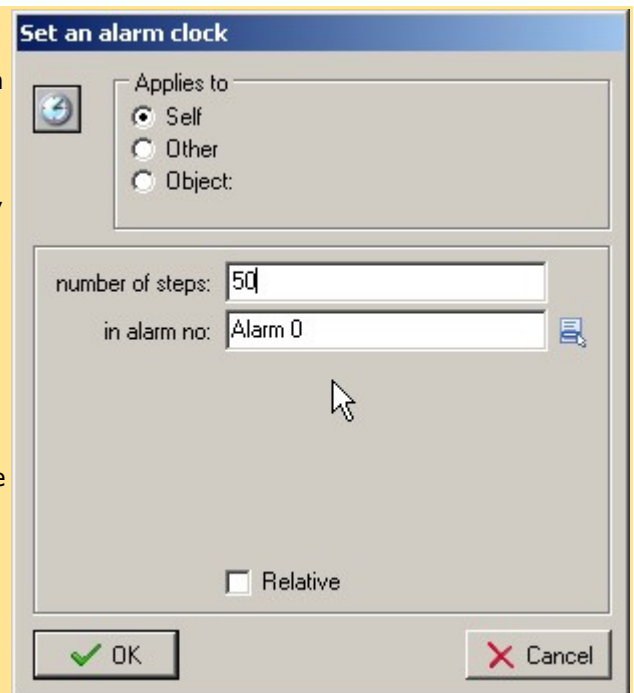 Set an alarm clock
Applies to
Self
Other
Object:
number of steps: 50
in alarm no: Alarm 0
Relative
OK
Cancel